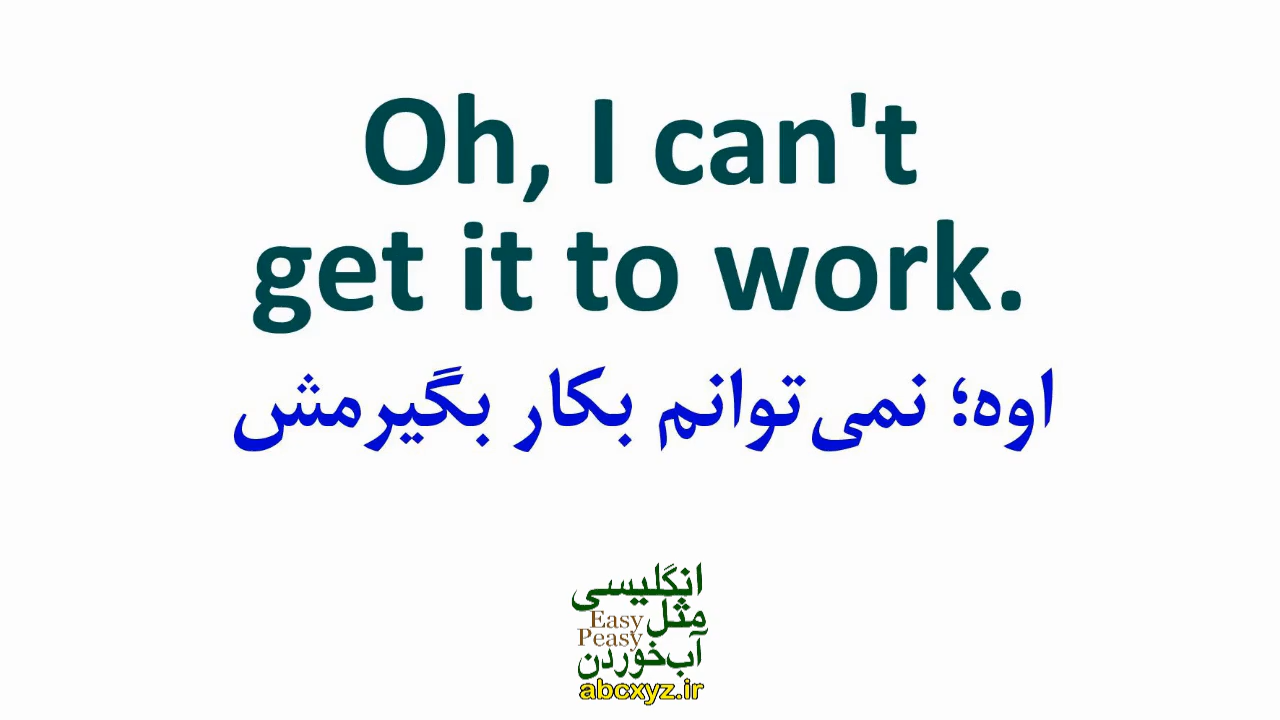 Oh, I can't
get it to work.
اوه؛ نمی‌توانم بکار بگیرمش
انگلیسی
مثل
Easy
Peasy
آب‌خوردن
abcxyz.ir